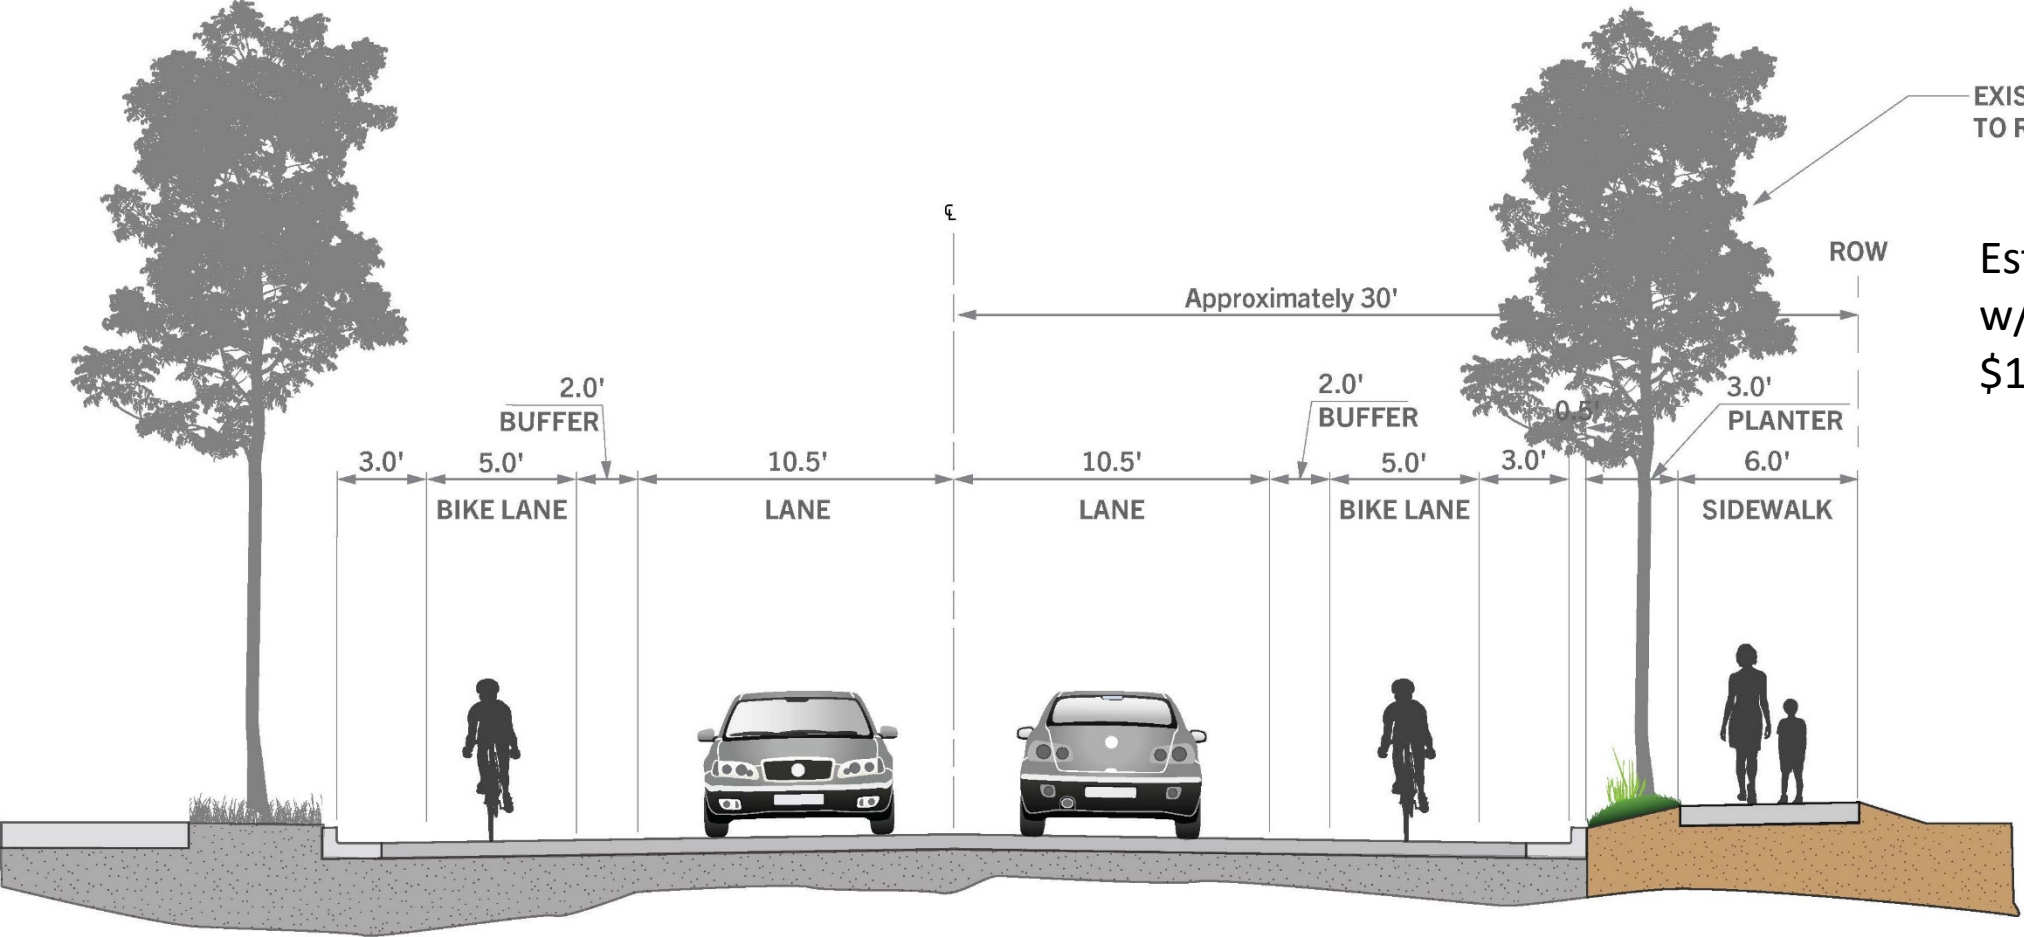 EXIS
TO R
℄
ROW
Approximately 30'
Est
w/
$1
2.0'
BUFFER
2.0'
BUFFER
0.5'
3.0'
PLANTER
3.0'
5.0'
10.5'
10.5'
5.0'
3.0'
6.0'
BIKE LANE
LANE
LANE
BIKE LANE
SIDEWALK